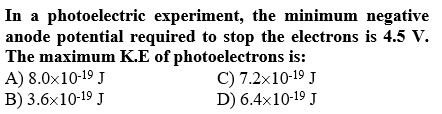 In a photoelectric experiment, the minimum negative
anode potential required to stop the electrons is 4.5 V.
The maximum K.E of photoelectrons is:
A) 8.0×10⁻¹⁹ J C) 7.2×10⁻¹⁹ J
B) 3.6×10⁻¹⁹ J D) 6.4×10⁻¹⁹ J